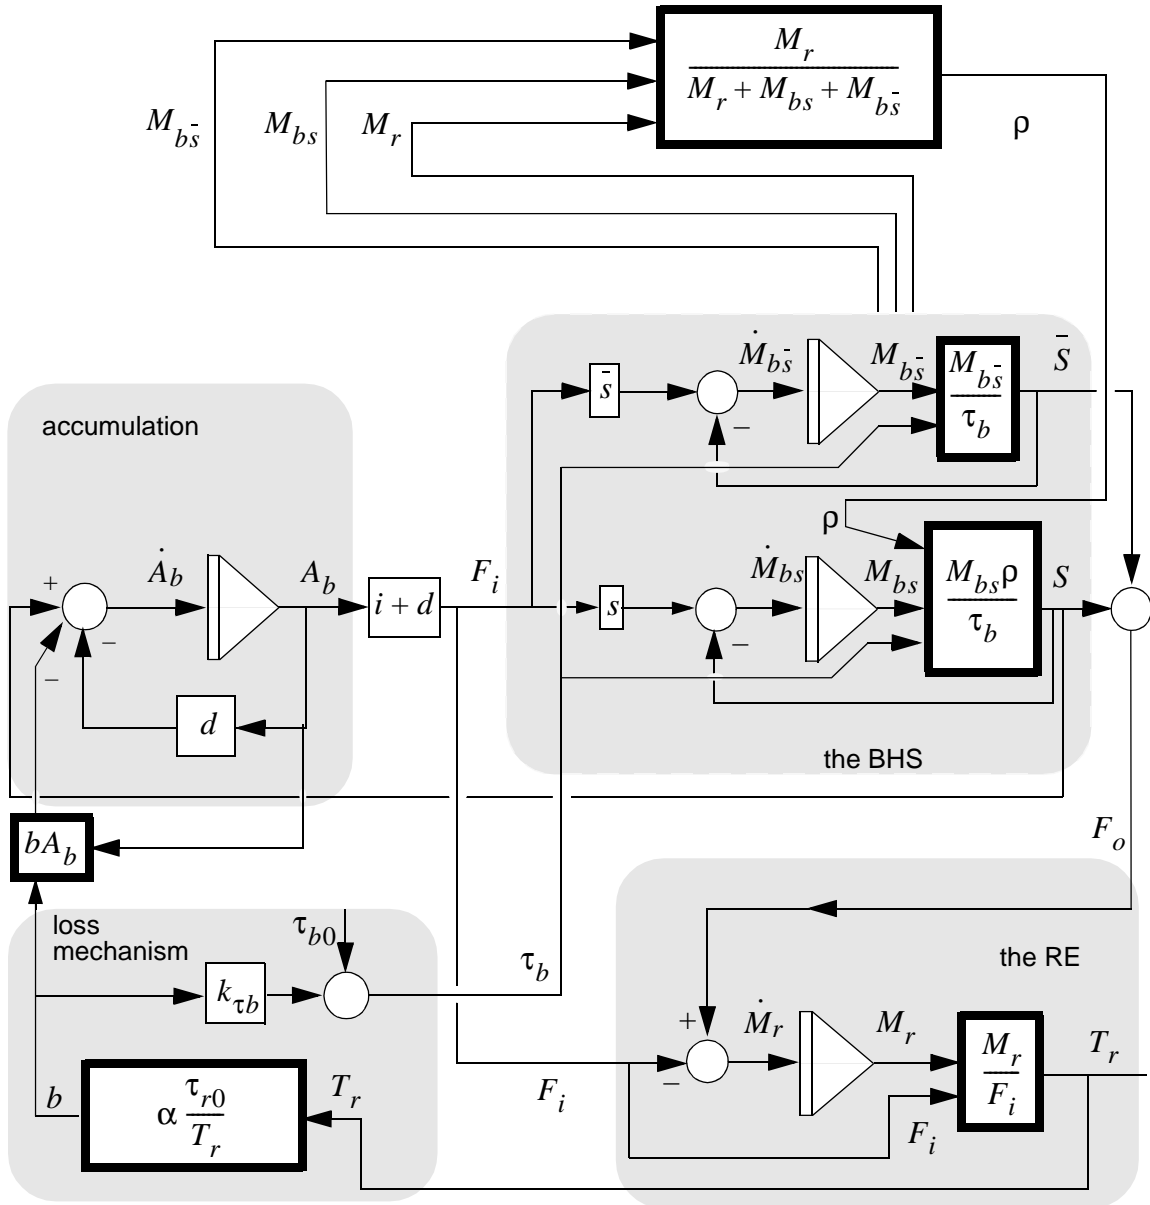 M_r
M_r + M_bs + M_bs̄
M_bs̄
M_bs
M_r
ρ
Ṁ_bs̄
M_bs̄
S̄
s̄
M_bs̄
τ_b
−
accumulation
ρ
+
Ȧ_b
A_b
i + d
F_i
s
Ṁ_bs
M_bs
M_bs ρ
τ_b
S
−
−
−
d
the BHS
bA_b
F_o
loss
mechanism
τ_b0
τ_b
the RE
k_τb
+
Ṁ_r
M_r
M_r
F_i
T_r
−
b
α τ_r0
T_r
T_r
F_i
F_i